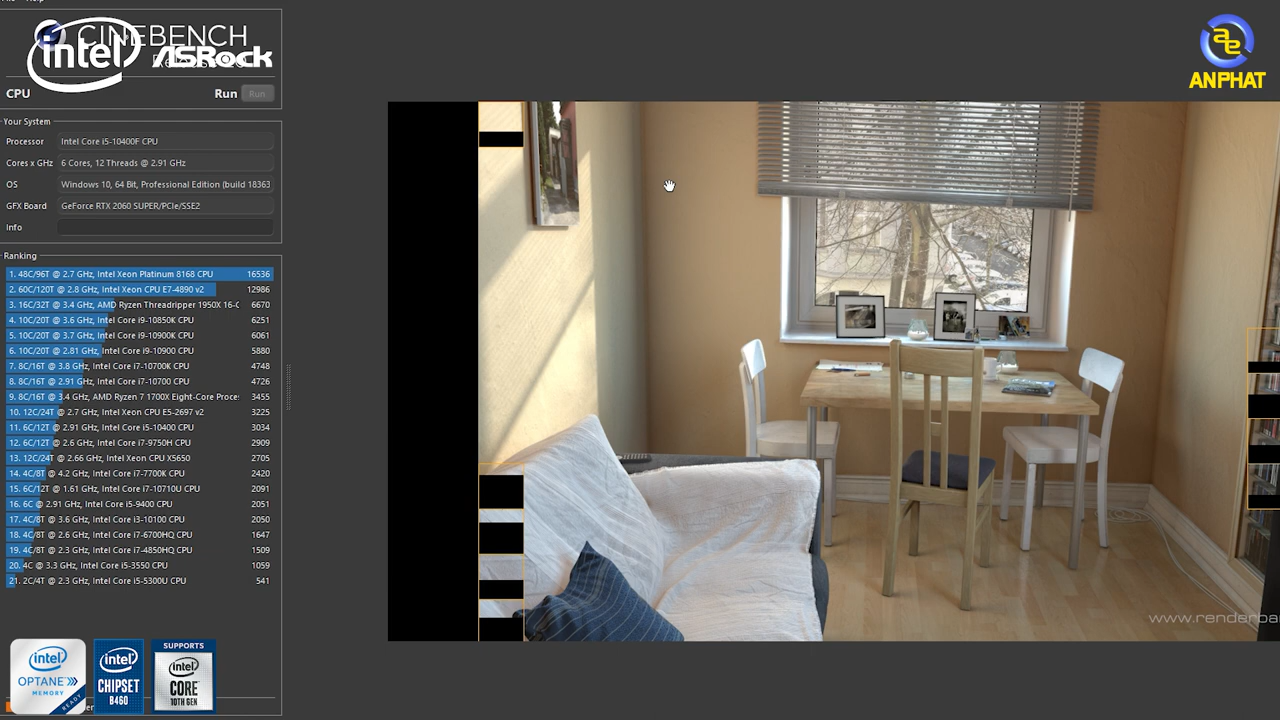 CINEBENCH
intel
ASRock
CPU
Run
Run
Your System
Processor
Intel Core i5-10400F CPU
Cores x GHz
6 Cores, 12 Threads @ 2.91 GHz
OS
Windows 10, 64 Bit, Professional Edition (build 18363
GFX Board
GeForce RTX 2060 SUPER/PCIe/SSE2
Info
Ranking
1. 48C/96T @ 2.7 GHz, Intel Xeon Platinum 8168 CPU 16536
2. 60C/120T @ 2.8 GHz, Intel Xeon CPU E7-4890 v2 12986
3. 16C/32T @ 3.4 GHz, AMD Ryzen Threadripper 1950X 16-C 6670
4. 10C/20T @ 3.6 GHz, Intel Core i9-10850K CPU 6251
5. 10C/20T @ 3.7 GHz, Intel Core i9-10900K CPU 6061
6. 10C/20T @ 2.81 GHz, Intel Core i9-10900 CPU 5880
7. 8C/16T @ 3.8 GHz, Intel Core i7-10700K CPU 4748
8. 8C/16T @ 2.91 GHz, Intel Core i7-10700 CPU 4726
9. 8C/16T @ 3.4 GHz, AMD Ryzen 7 1700X Eight-Core Proce: 3455
10. 12C/24T @ 2.7 GHz, Intel Xeon CPU E5-2697 v2 3225
11. 6C/12T @ 2.91 GHz, Intel Core i5-10400 CPU 3034
12. 6C/12T @ 2.6 GHz, Intel Core i7-9750H CPU 2909
13. 12C/24T @ 2.66 GHz, Intel Xeon CPU X5650 2705
14. 4C/8T @ 4.2 GHz, Intel Core i7-7700K CPU 2420
15. 6C/12T @ 1.61 GHz, Intel Core i7-10710U CPU 2091
16. 6C @ 2.91 GHz, Intel Core i5-9400 CPU 2051
17. 4C/8T @ 3.6 GHz, Intel Core i3-10100 CPU 2050
18. 4C/8T @ 2.6 GHz, Intel Core i7-6700HQ CPU 1647
19. 4C/8T @ 2.3 GHz, Intel Core i7-4850HQ CPU 1509
20. 4C @ 3.3 GHz, Intel Core i5-3550 CPU 1059
21. 2C/4T @ 2.3 GHz, Intel Core i5-5300U CPU 541
intel
OPTANE
MEMORY
READY
intel
CHIPSET
B460
SUPPORTS
intel
CORE
10TH GEN
ae
ANPHAT